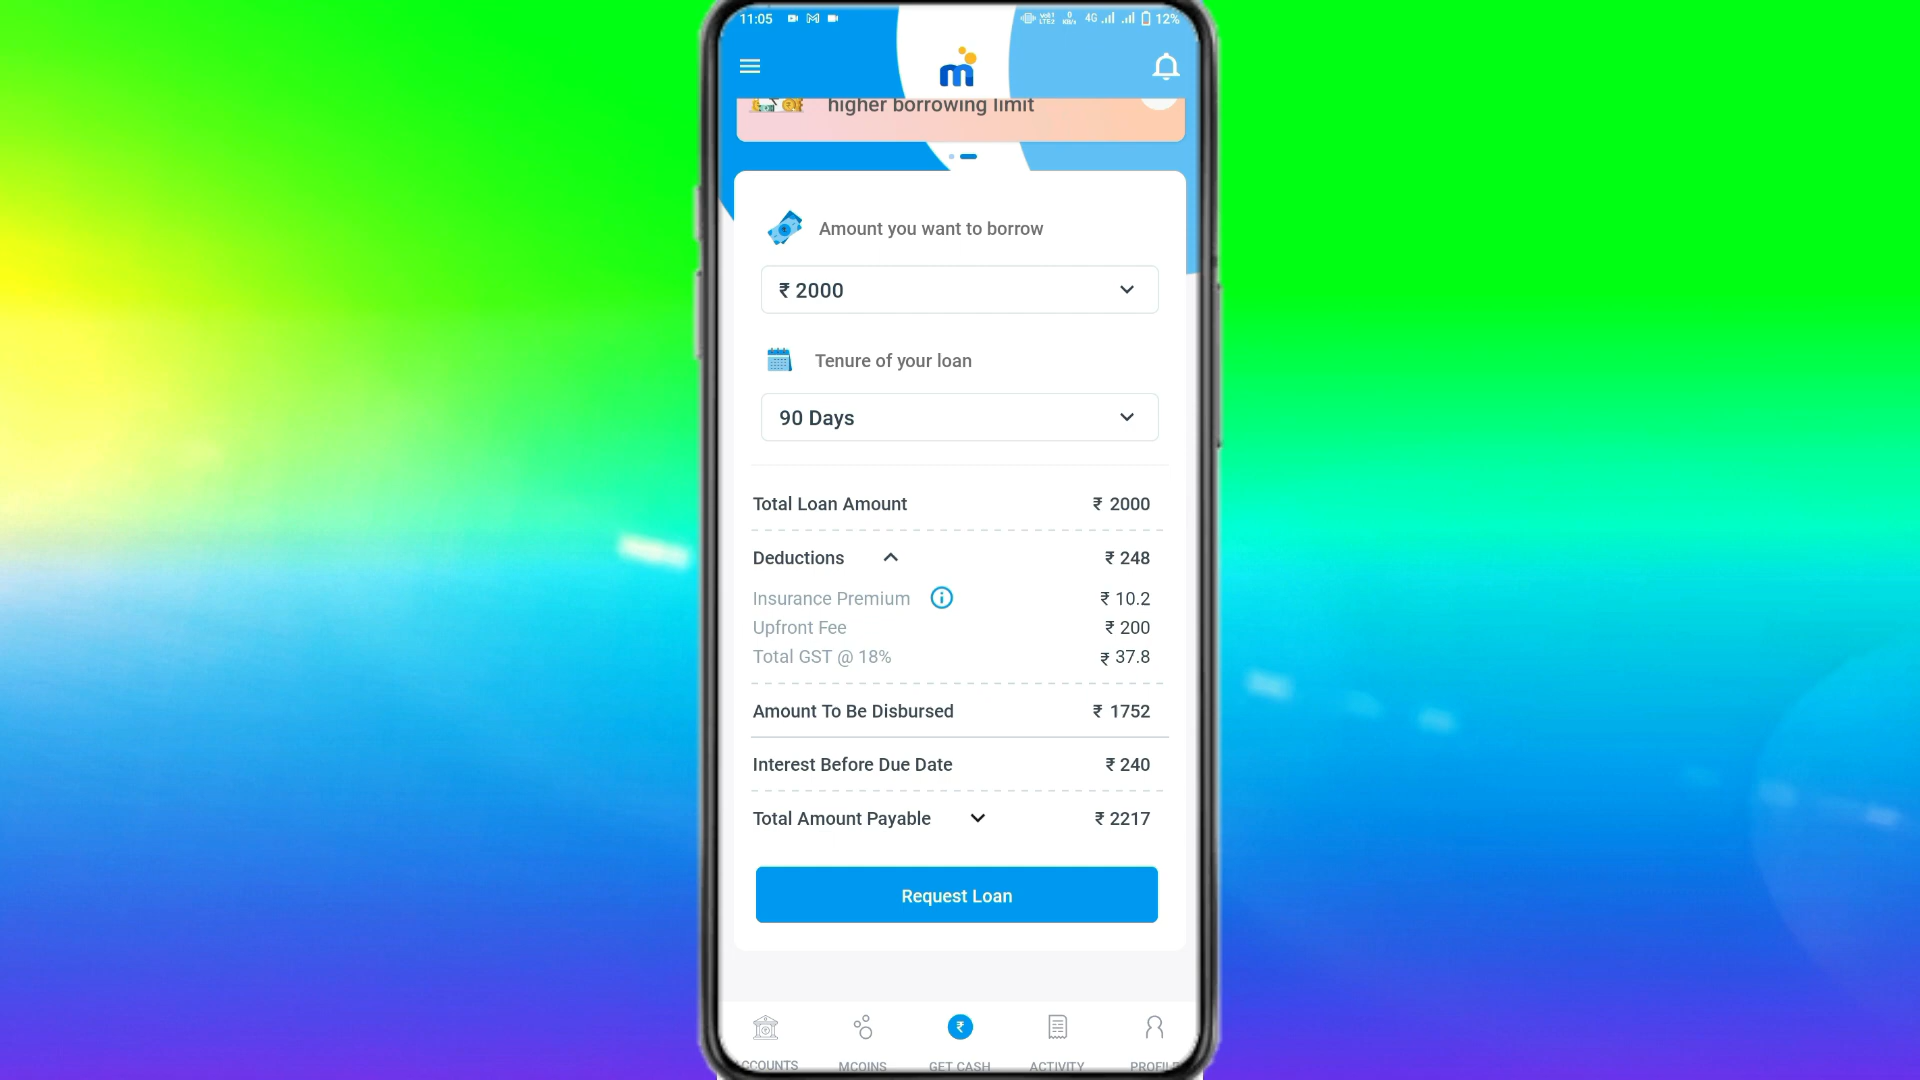 11:05
4G 12%
m
higher borrowing limit
Amount you want to borrow
₹ 2000
Tenure of your loan
90 Days
Total Loan Amount ₹ 2000
Deductions ₹ 248
Insurance Premium ₹ 10.2
Upfront Fee ₹ 200
Total GST @ 18% ₹ 37.8
Amount To Be Disbursed ₹ 1752
Interest Before Due Date ₹ 240
Total Amount Payable ₹ 2217
Request Loan
CCOUNTS MCOINS GET CASH ACTIVITY PROFILE